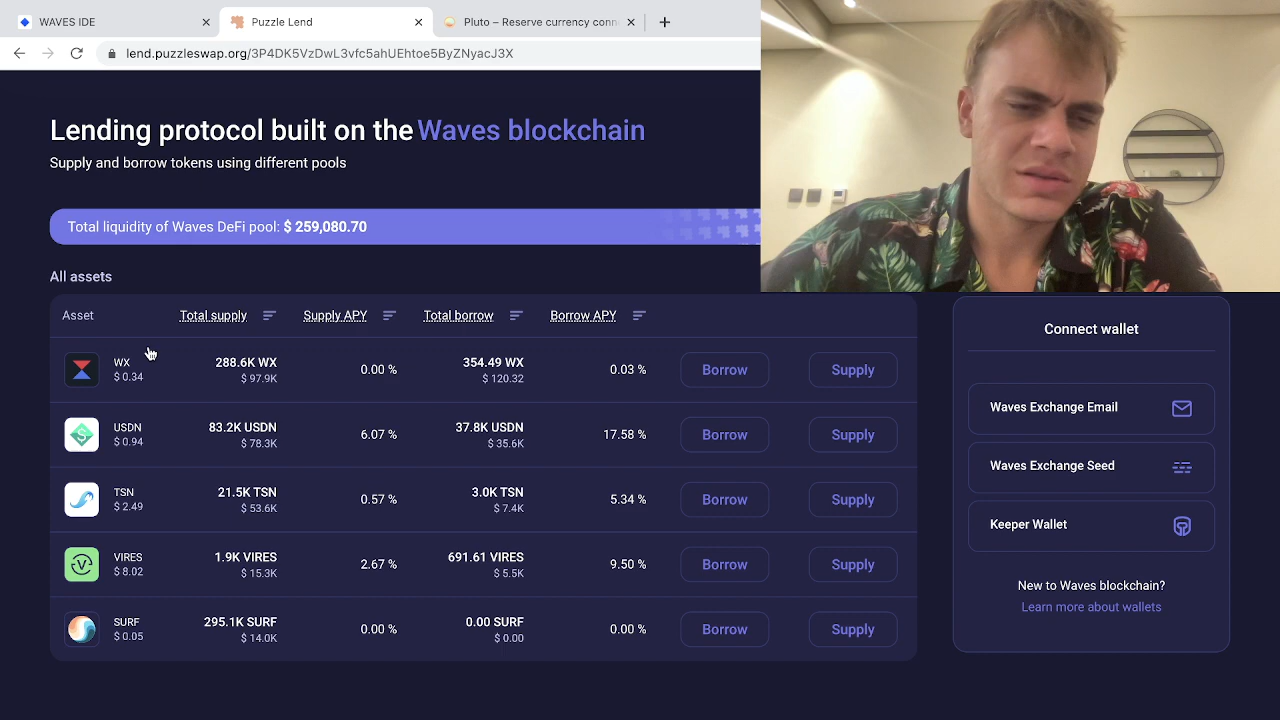 WAVES IDE
Puzzle Lend
Pluto – Reserve currency conn
lend.puzzleswap.org/3P4DK5VzDwL3vfc5ahUEhtoe5ByZNyacJ3X
Lending protocol built on the Waves blockchain
Supply and borrow tokens using different pools
Total liquidity of Waves DeFi pool: $ 259,080.70
All assets
Asset Total supply Supply APY Total borrow Borrow APY
WX 288.6K WX 0.00 % 354.49 WX 0.03 % Borrow Supply
$ 0.34 $ 97.9K $ 120.32
USDN 83.2K USDN 6.07 % 37.8K USDN 17.58 % Borrow Supply
$ 0.94 $ 78.3K $ 35.6K
TSN 21.5K TSN 0.57 % 3.0K TSN 5.34 % Borrow Supply
$ 2.49 $ 53.6K $ 7.4K
VIRES 1.9K VIRES 2.67 % 691.61 VIRES 9.50 % Borrow Supply
$ 8.02 $ 15.3K $ 5.5K
SURF 295.1K SURF 0.00 % 0.00 SURF 0.00 % Borrow Supply
$ 0.05 $ 14.0K $ 0.00
Connect wallet
Waves Exchange Email
Waves Exchange Seed
Keeper Wallet
New to Waves blockchain?
Learn more about wallets